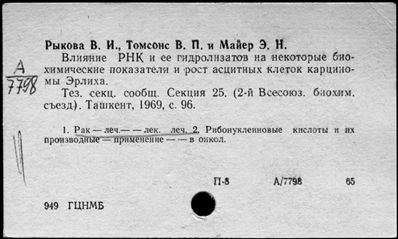 Рыкова В. И., Томсонс В. П. и Майер Э. Н.
Влияние РНК и ее гидролизатов на некоторые био-
химические показатели и рост асцитных клеток карцино-
мы Эрлиха.
А
7798
Тез. секц. сообщ. Секция 25. (2-й Всесоюз. биохим.
съезд). Ташкент, 1969, с. 96.
1. Рак — леч. — — лек. леч. 2. Рибонуклеиновые кислоты и их
производные — применение — — в онкол.
П-8 А/7798 65
949 ГЦНМБ